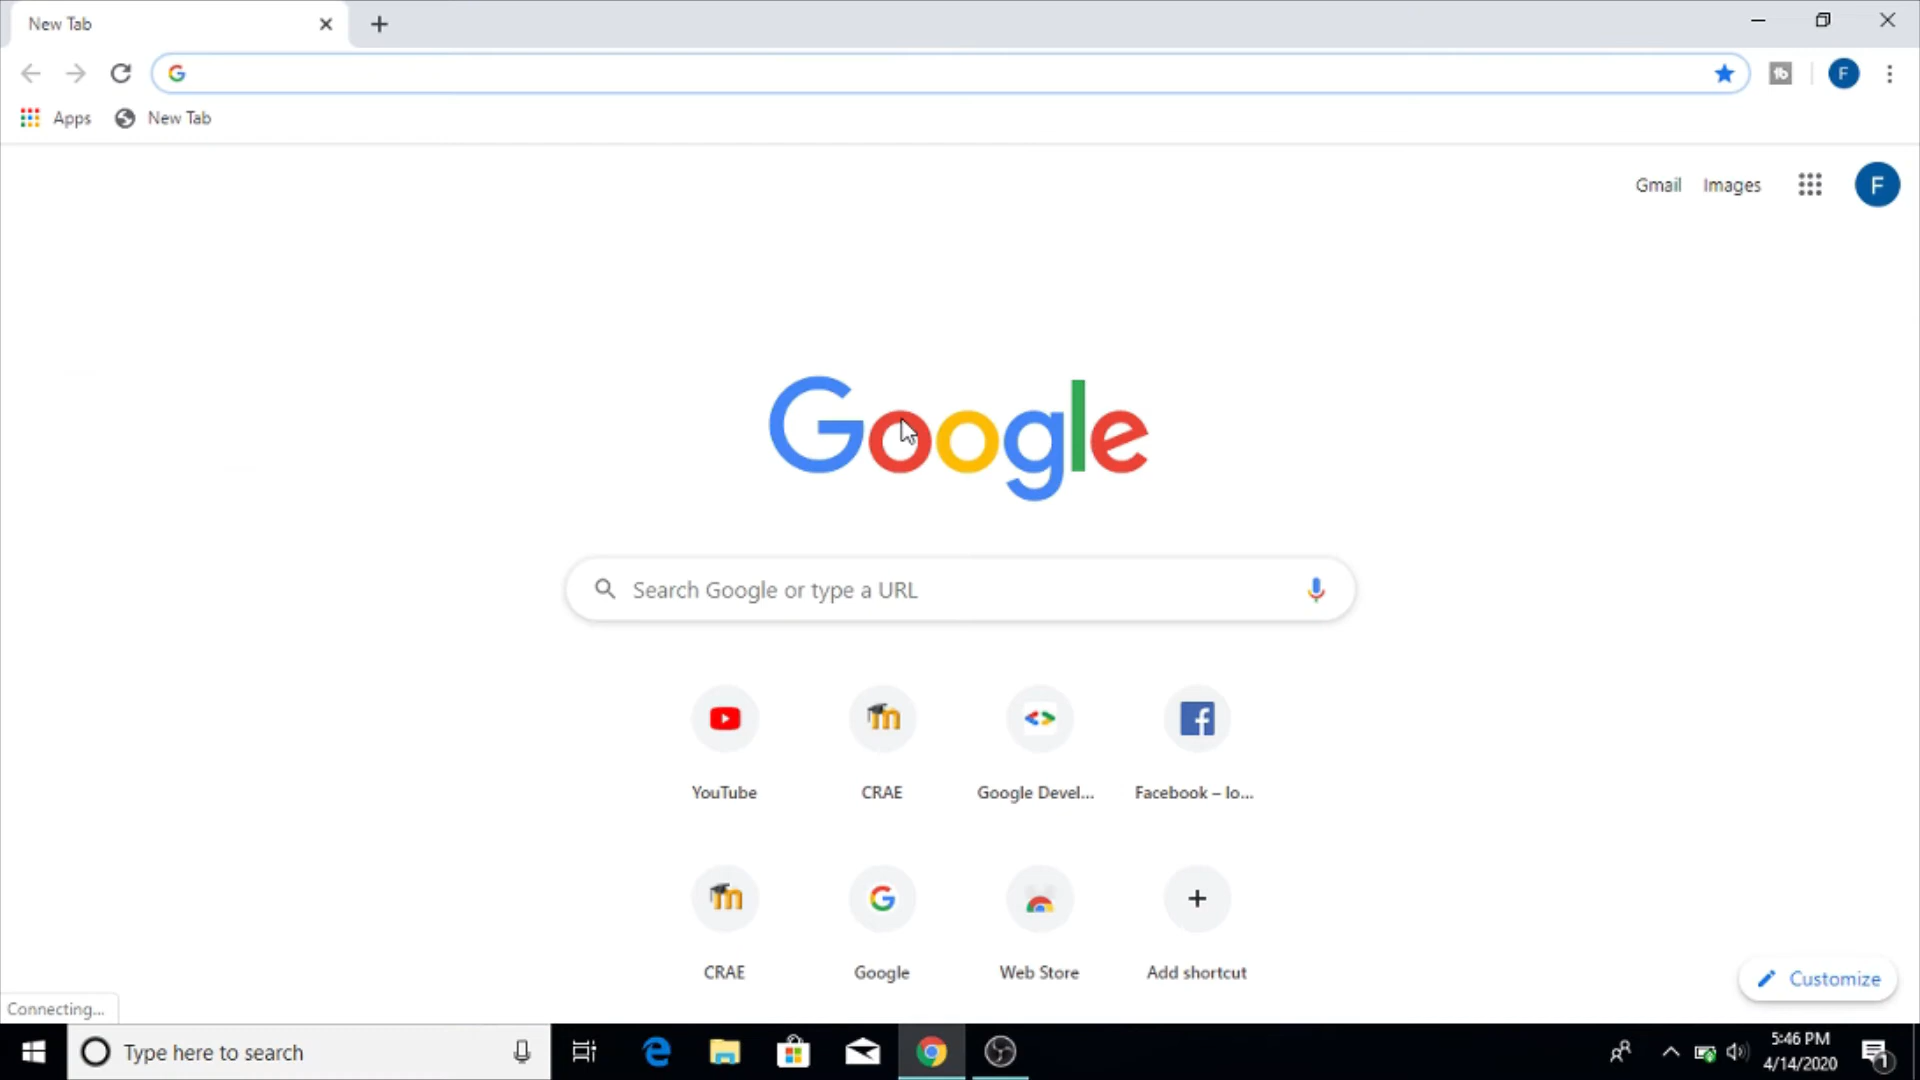 New Tab
Apps
New Tab
Gmail
Images
F
F
Google
Search Google or type a URL
YouTube
CRAE
Google Devel...
Facebook – lo...
CRAE
Google
Web Store
Add shortcut
Customize
Connecting...
Type here to search
5:46 PM
4/14/2020
1